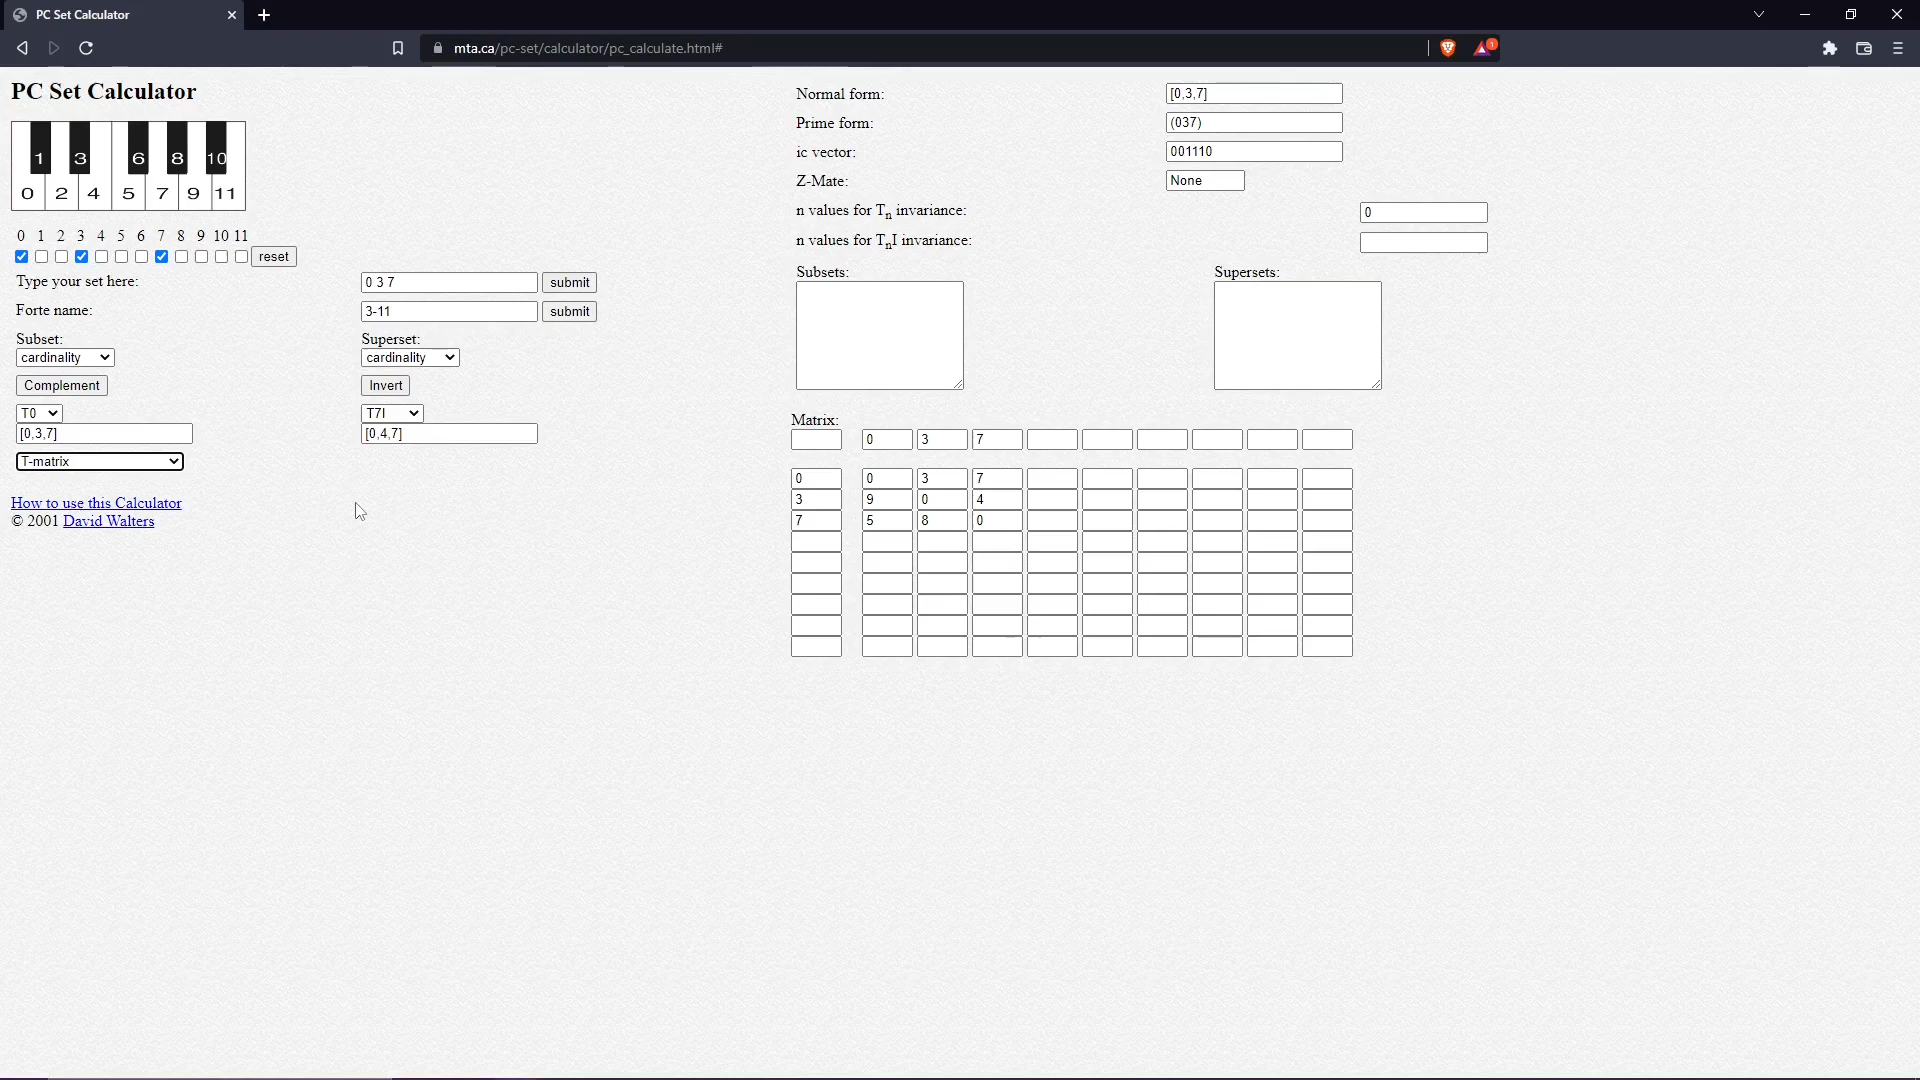 PC Set Calculator
mta.ca/pc-set/calculator/pc_calculate.html#
1
PC Set Calculator
1 3 6 8 10
0 2 4 5 7 9 11
0 1 2 3 4 5 6 7 8 9 10 11
reset
Type your set here: 0 3 7 submit
Forte name: 3-11 submit
Subset: Superset:
cardinality cardinality
Complement Invert
T0 T7I
[0,3,7] [0,4,7]
T-matrix
How to use this Calculator
© 2001 David Walters
Normal form: [0,3,7]
Prime form: (037)
ic vector: 001110
Z-Mate: None
n values for Tn invariance: 0
n values for TnI invariance:
Subsets: Supersets:
Matrix:
0 3 7
0 0 3 7
3 9 0 4
7 5 8 0